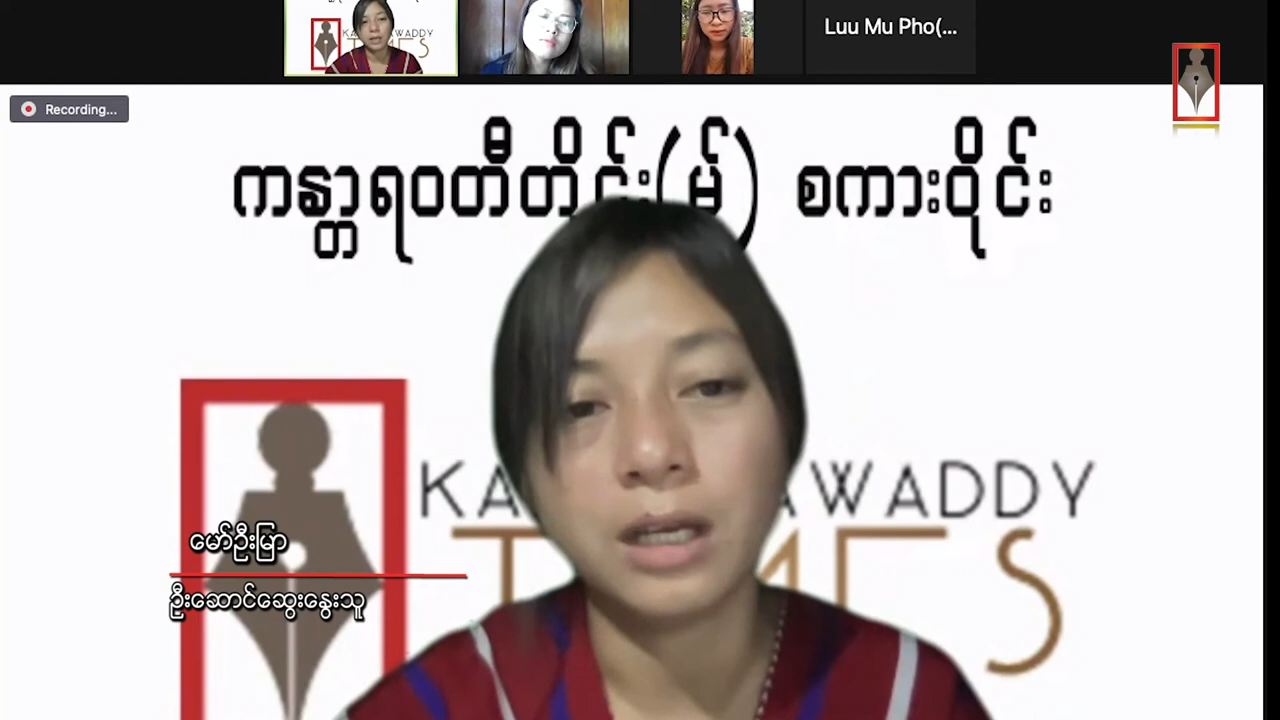 Luu Mu Pho(...
Recording...
ကန္တာရဝတီတိုင်း(မ်) စကားဝိုင်း
KA AWADDY
မော်ဦးမြာ
ဦးဆောင်ဆွေးနွေးသူ